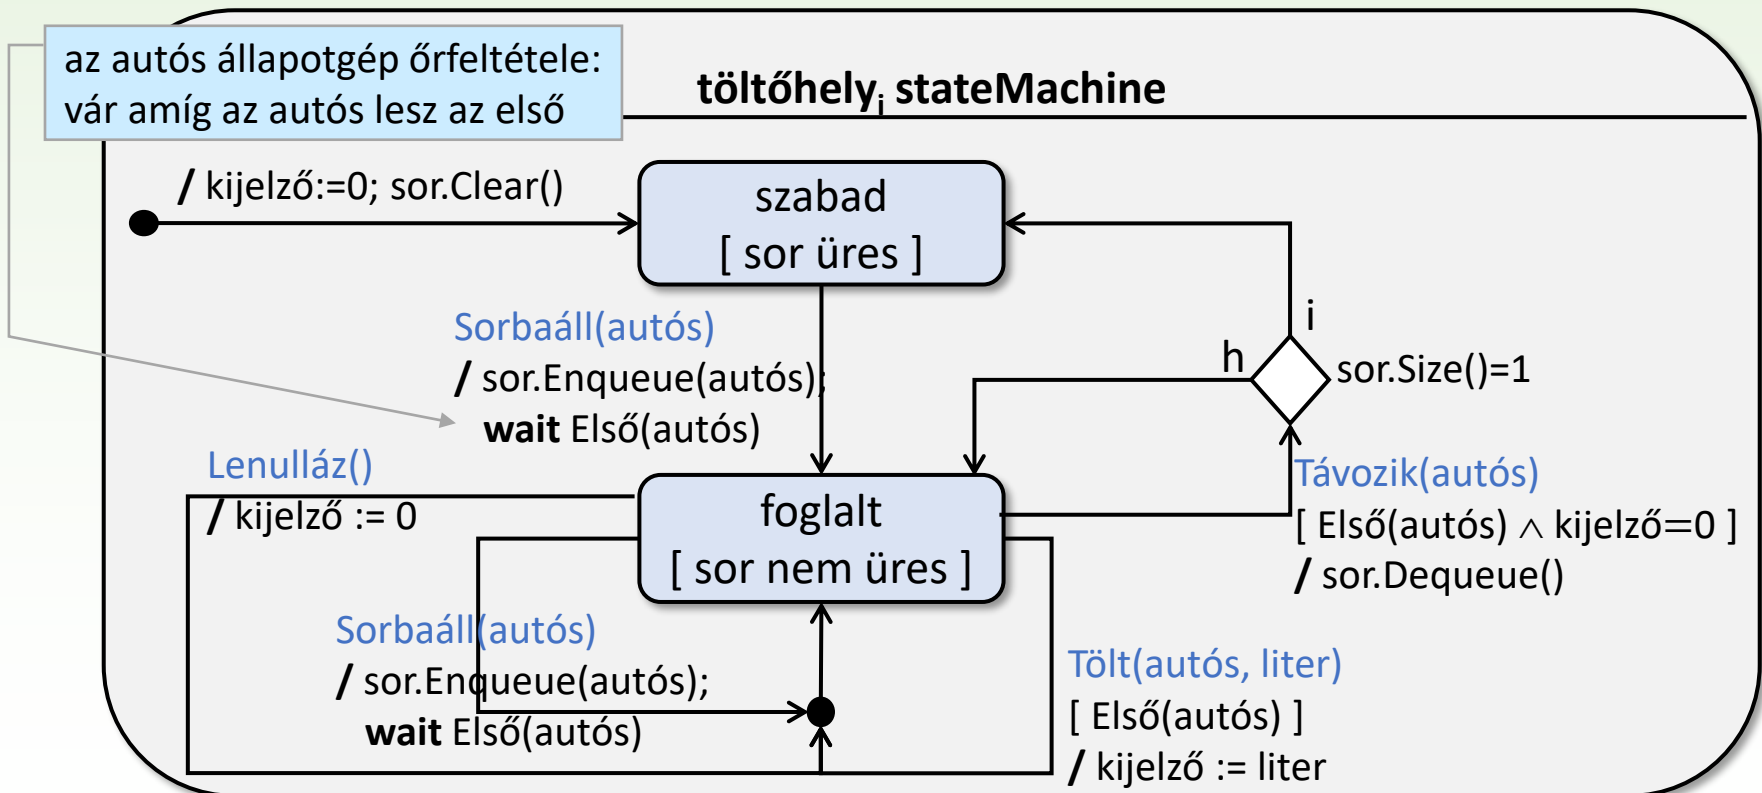 az autós állapotgép őrfeltétele:
vár amíg az autós lesz az első
töltőhelyi stateMachine
/ kijelző:=0; sor.Clear()
szabad
[ sor üres ]
Sorbaáll(autós)
/ sor.Enqueue(autós);
wait Első(autós)
i
h
sor.Size()=1
Lenulláz()
/ kijelző := 0
foglalt
[ sor nem üres ]
Távozik(autós)
[ Első(autós) ∧ kijelző=0 ]
/ sor.Dequeue()
Sorbaáll(autós)
/ sor.Enqueue(autós);
wait Első(autós)
Tölt(autós, liter)
[ Első(autós) ]
/ kijelző := liter